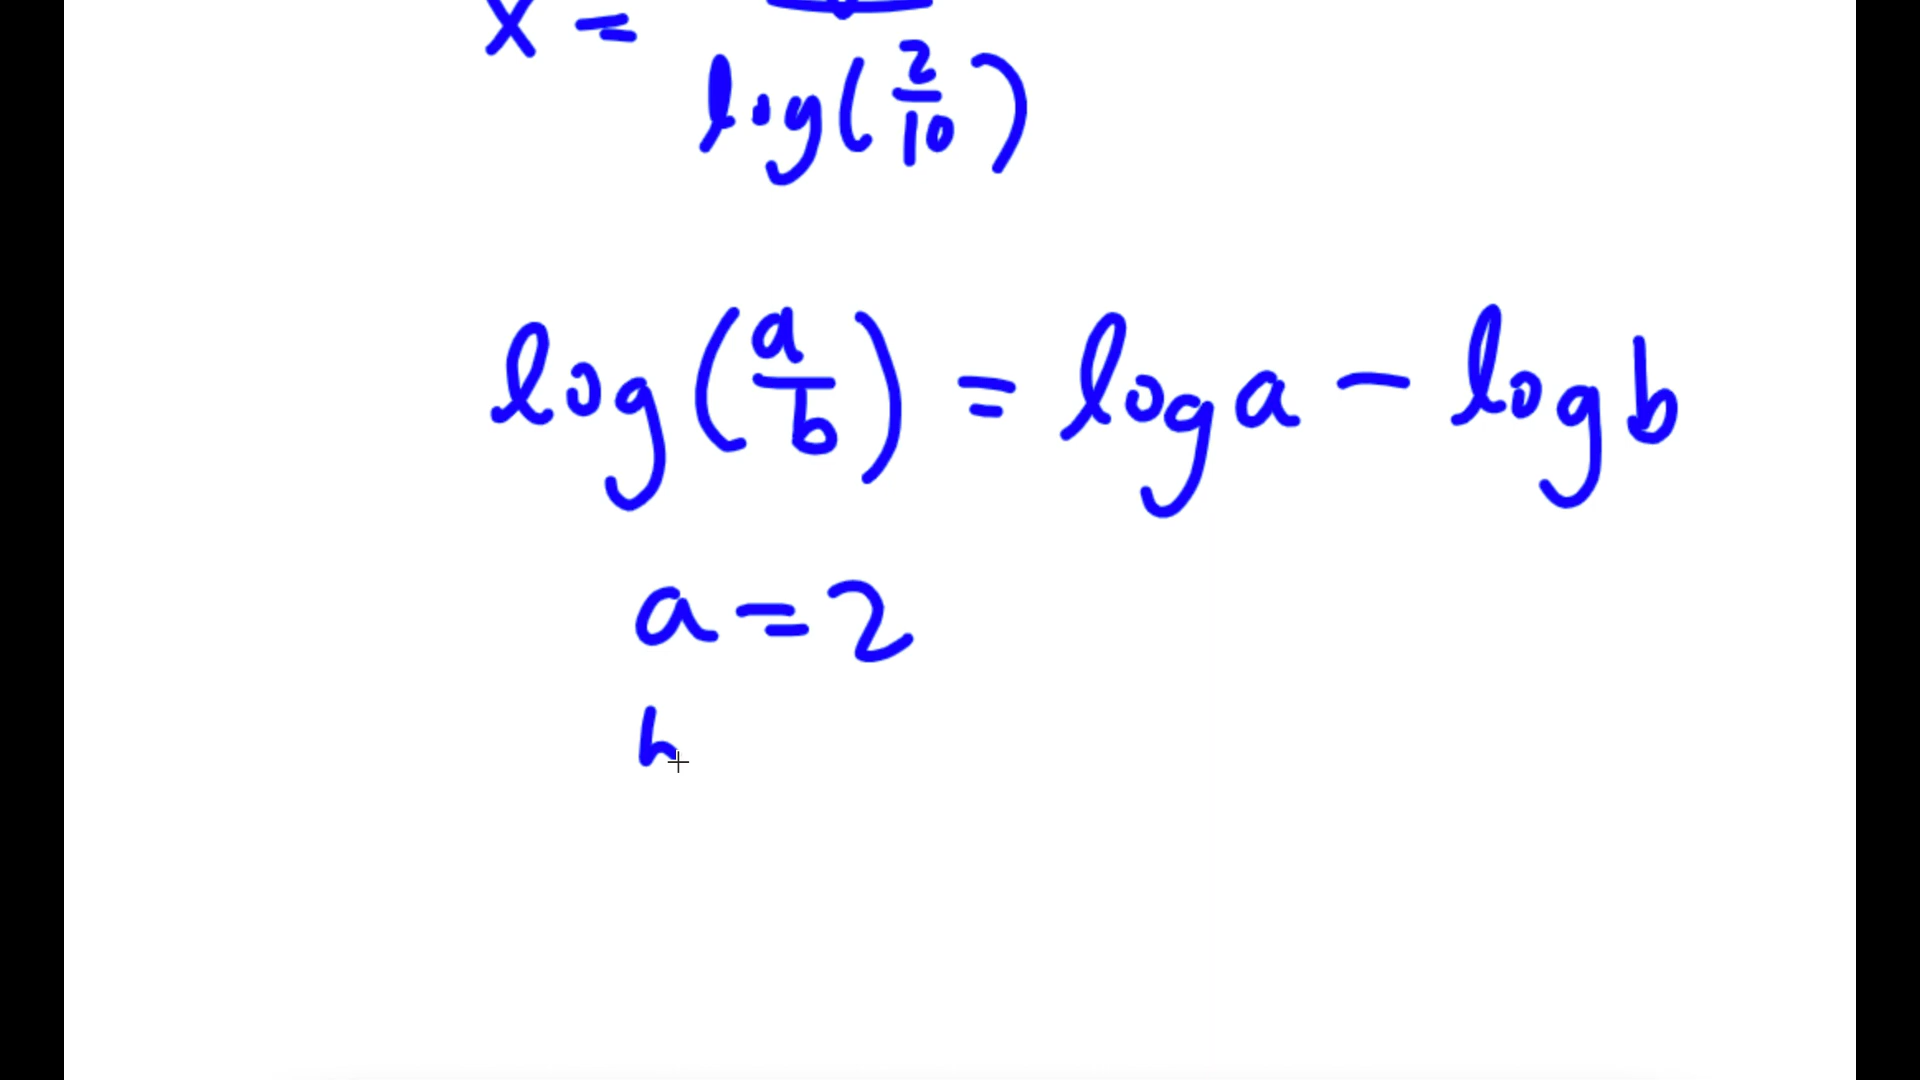 x =
log(2/10)
log(a/b) = log a - log b
a = 2